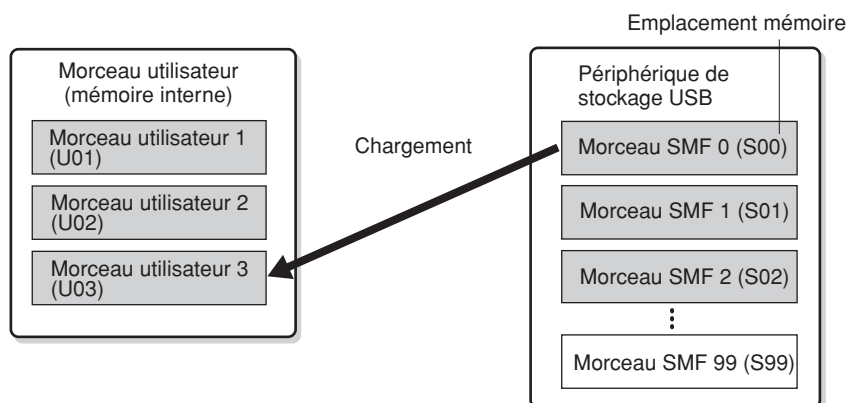 Emplacement mémoire
Morceau utilisateur
(mémoire interne)
Morceau utilisateur 1
(U01)
Morceau utilisateur 2
(U02)
Morceau utilisateur 3
(U03)
Chargement
Périphérique de
stockage USB
Morceau SMF 0 (S00)
Morceau SMF 1 (S01)
Morceau SMF 2 (S02)
Morceau SMF 99 (S99)